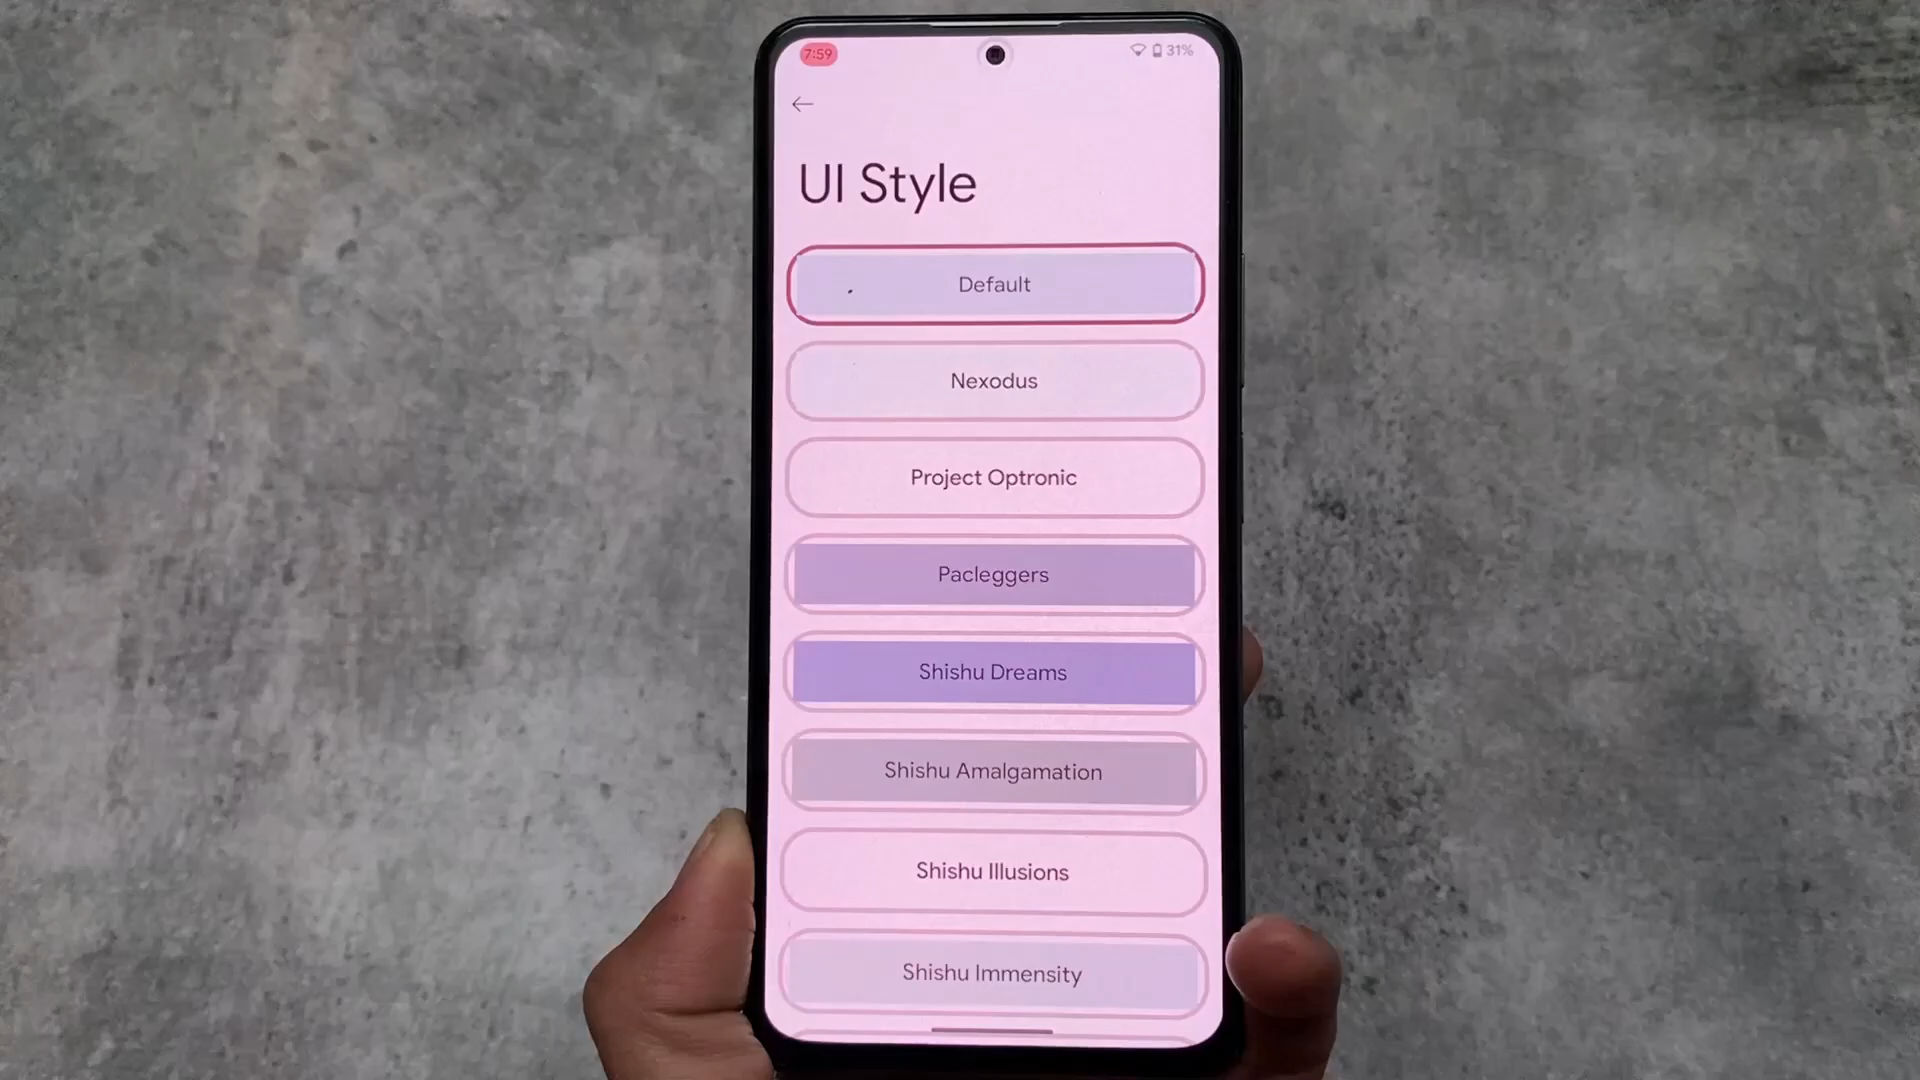 7:59
31%
UI Style
Default
Nexodus
Project Optronic
Pacleggers
Shishu Dreams
Shishu Amalgamation
Shishu Illusions
Shishu Immensity